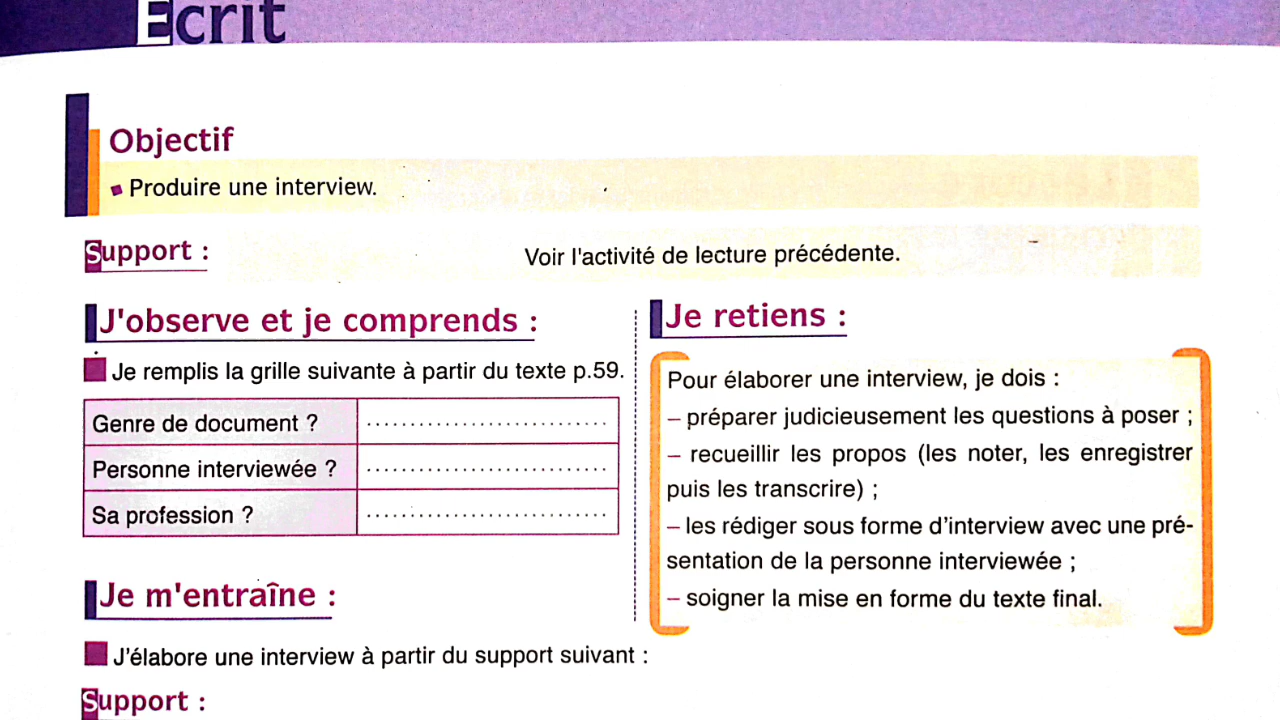 Ecrit
Objectif
Produire une interview.
Support :
Voir l'activité de lecture précédente.
J'observe et je comprends :
Je remplis la grille suivante à partir du texte p.59.
Genre de document ? ............................
Personne interviewée ? ............................
Sa profession ? ............................
Je retiens :
Pour élaborer une interview, je dois :
– préparer judicieusement les questions à poser ;
– recueillir les propos (les noter, les enregistrer
puis les transcrire) ;
– les rédiger sous forme d'interview avec une pré-
sentation de la personne interviewée ;
– soigner la mise en forme du texte final.
Je m'entraîne :
J'élabore une interview à partir du support suivant :
Support :